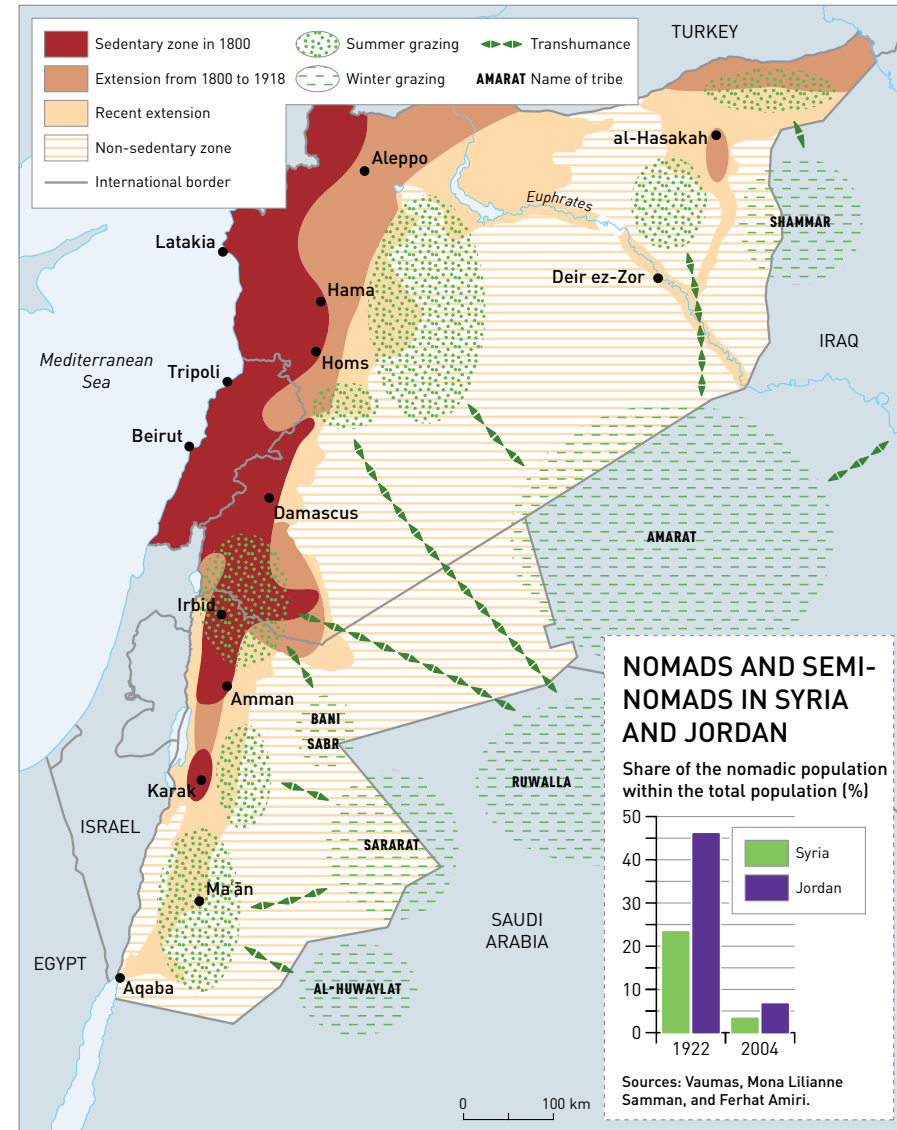 Sedentary zone in 1800
Extension from 1800 to 1918
Recent extension
Non-sedentary zone
International border
Summer grazing
Winter grazing
Transhumance
AMARAT Name of tribe
TURKEY
al-Hasakah
Aleppo
Euphrates
SHAMMAR
Latakia
Deir ez-Zor
Hama
IRAQ
Mediterranean
Sea
Homs
Tripoli
Beirut
Damascus
AMARAT
Irbid
Amman
BANI
SABR
RUWALLA
Karak
ISRAEL
SARARAT
Ma'ān
SAUDI
ARABIA
EGYPT
Aqaba
AL-HUWAYLAT
0 100 km
NOMADS AND SEMI-
NOMADS IN SYRIA
AND JORDAN
Share of the nomadic population
within the total population (%)
50
40
30
20
10
0
Syria
Jordan
1922 2004
Sources: Vaumas, Mona Lilianne
Samman, and Ferhat Amiri.